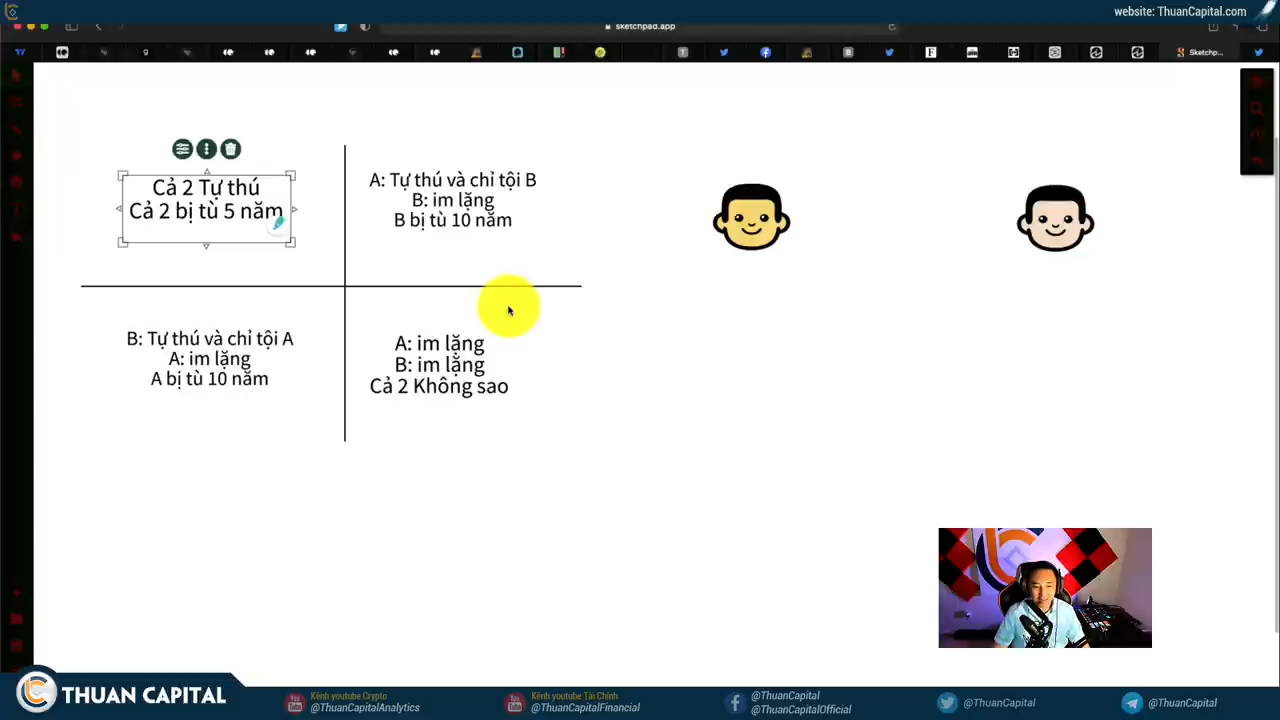 website: ThuanCapital.com
sketchpad.app
Sketchp...
Cả 2 Tự thú
Cả 2 bị tù 5 năm
A: Tự thú và chỉ tội B
B: im lặng
B bị tù 10 năm
B: Tự thú và chỉ tội A
A: im lặng
A bị tù 10 năm
A: im lặng
B: im lặng
Cả 2 Không sao
THUAN CAPITAL
Kênh youtube Crypto
@ThuanCapitalAnalytics
Kênh youtube Tài Chính
@ThuanCapitalFinancial
@ThuanCapital
@ThuanCapitalOfficial
@ThuanCapital
@ThuanCapital